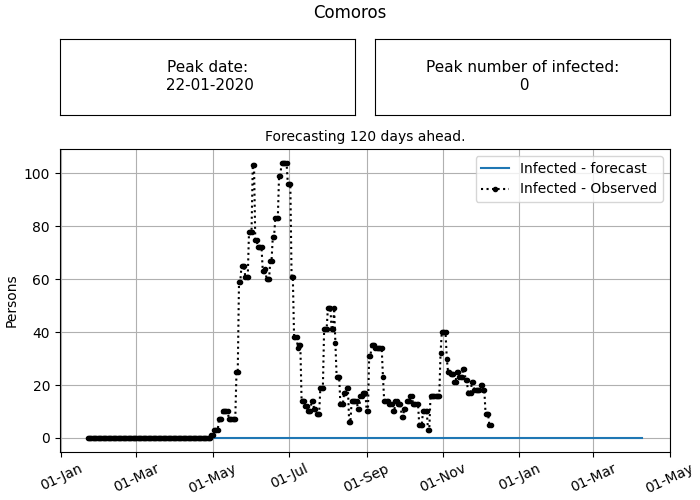 Comoros
Peak date:
22-01-2020
Peak number of infected:
0
Forecasting 120 days ahead.
Infected - forecast
Infected - Observed
Persons
100
80
60
40
20
0
01-Jan
01-Mar
01-May
01-Jul
01-Sep
01-Nov
01-Jan
01-Mar
01-May